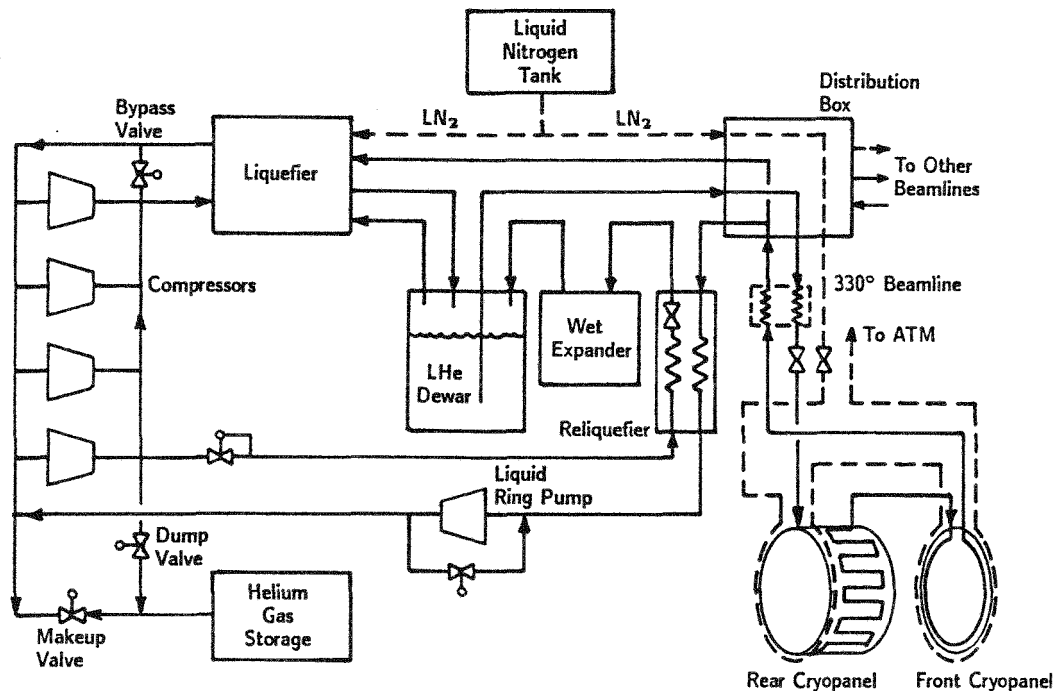 Liquid
Nitrogen
Tank
Distribution
Box
Bypass
Valve
LN₂
LN₂
Liquefier
To Other
Beamlines
Compressors
330° Beamline
Wet
Expander
To ATM
LHe
Dewar
Reliquefier
Liquid
Ring Pump
Dump
Valve
Helium
Gas
Storage
Makeup
Valve
Rear Cryopanel
Front Cryopanel